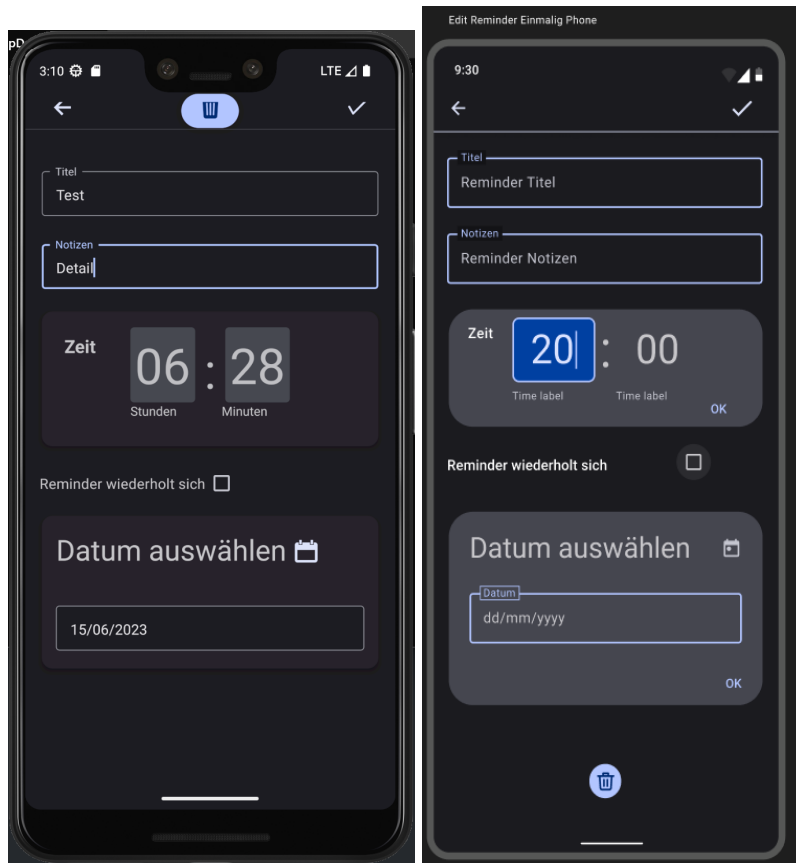 pD
3:10 LTE
Titel
Test
Notizen
Detail
Zeit
06 : 28
Stunden Minuten
Reminder wiederholt sich
Datum auswählen
15/06/2023
Edit Reminder Einmalig Phone
9:30
Titel
Reminder Titel
Notizen
Reminder Notizen
Zeit
20 : 00
Time label Time label
OK
Reminder wiederholt sich
Datum auswählen
Datum
dd/mm/yyyy
OK